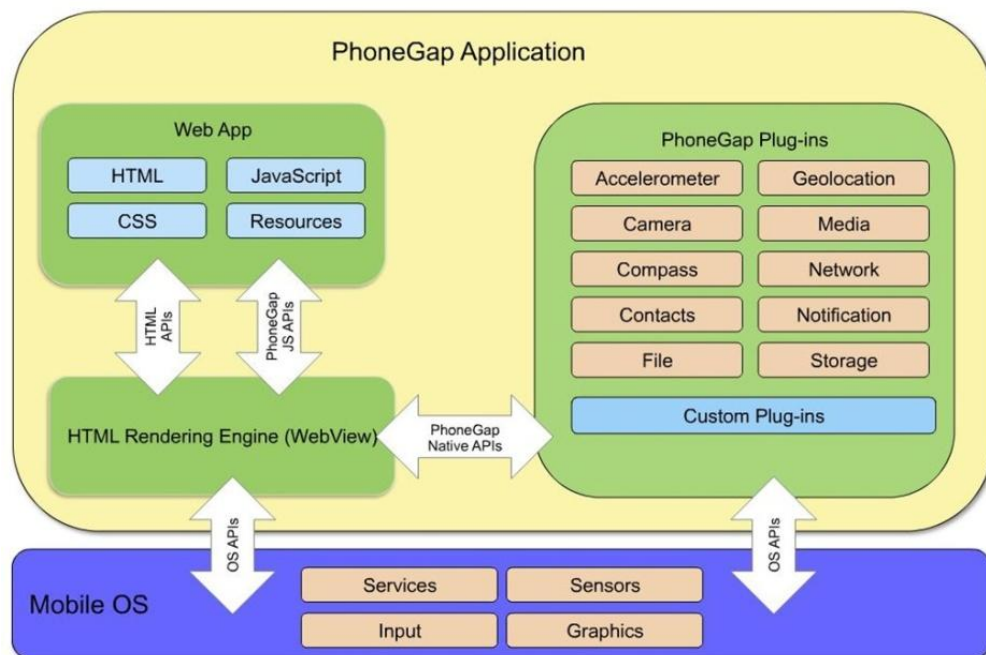 PhoneGap Application
Web App
HTML
JavaScript
CSS
Resources
HTML
APIs
PhoneGap
JS APIs
HTML Rendering Engine (WebView)
PhoneGap
Native APIs
PhoneGap Plug-ins
Accelerometer
Geolocation
Camera
Media
Compass
Network
Contacts
Notification
File
Storage
Custom Plug-ins
OS APIs
OS APIs
Mobile OS
Services
Sensors
Input
Graphics